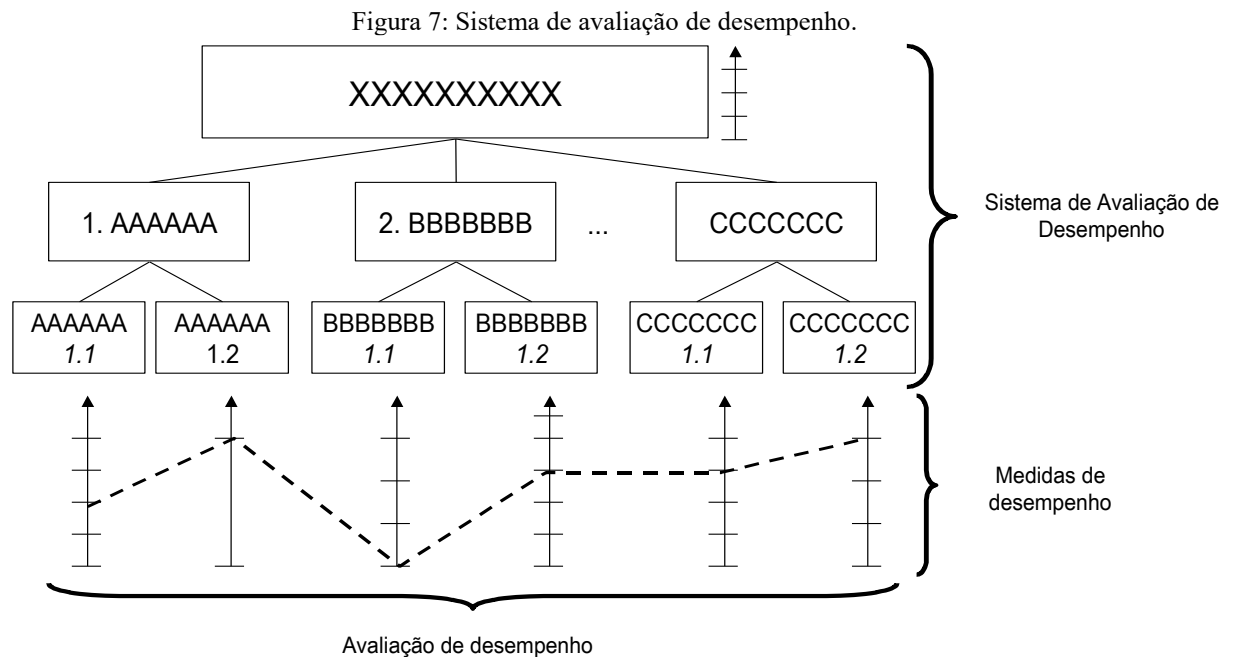 Figura 7: Sistema de avaliação de desempenho.
XXXXXXXXXX
1. AAAAAA
2. BBBBBBB
...
CCCCCCC
Sistema de Avaliação de
Desempenho
AAAAAA
1.1
AAAAAA
1.2
BBBBBBB
1.1
BBBBBBB
1.2
CCCCCCC
1.1
CCCCCCC
1.2
Medidas de
desempenho
Avaliação de desempenho